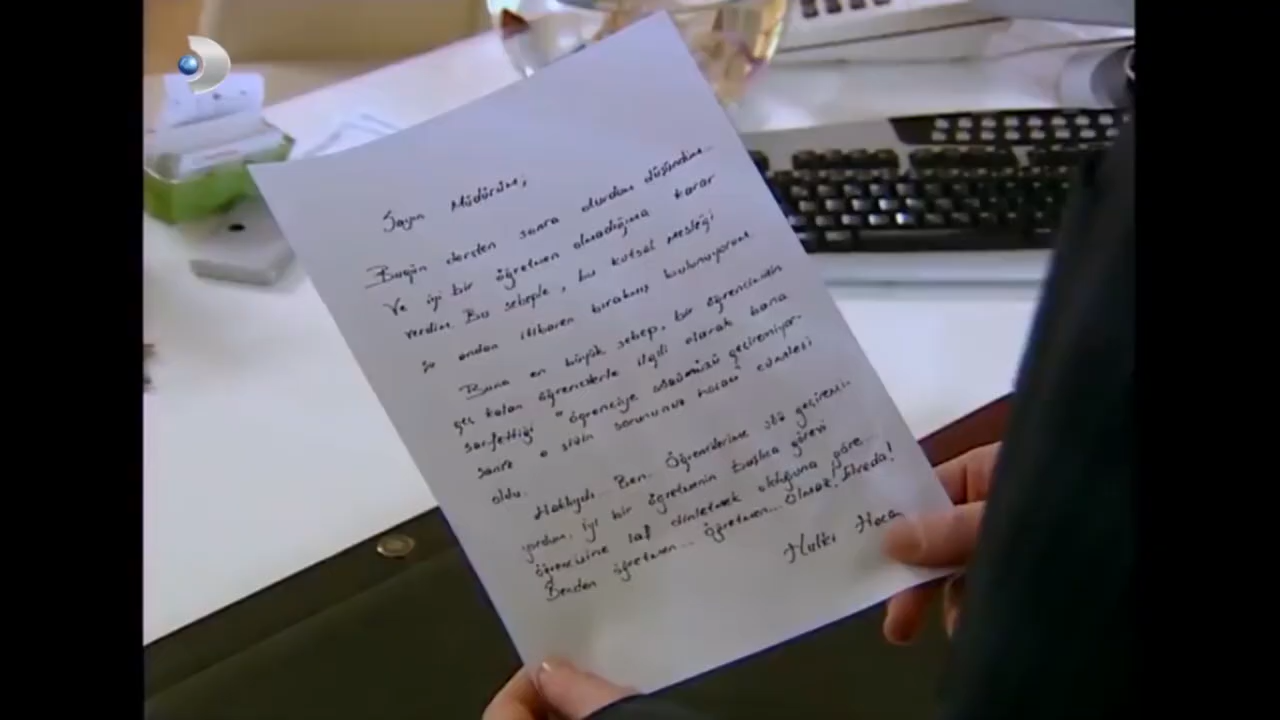 Sayın Müdürüm;
Bugün dersten sonra oturdum düşündüm...
Ve iyi bir öğretmen olmadığıma karar
verdim. Bu sebeple, bu kutsal mesleği
şu andan itibaren bırakmış bulunuyorum.
Buna en büyük sebep, bir öğrencimin
geç kalan öğrencilerle ilgili olarak bana
sarfettiği "öğrenciye sözümüzü geçiremiyor-
sanız o sizin sorununuz hocam" cümlesi
oldu.
Haklıydı... Ben... Öğrencilerime söz geçiremi-
yordum. İyi bir öğretmenin başlıca görevi
öğrencisine laf dinletmek olduğuna göre...
Benden öğretmen... Öğretmen... Olmaz! Elveda!
Hulki Hoca